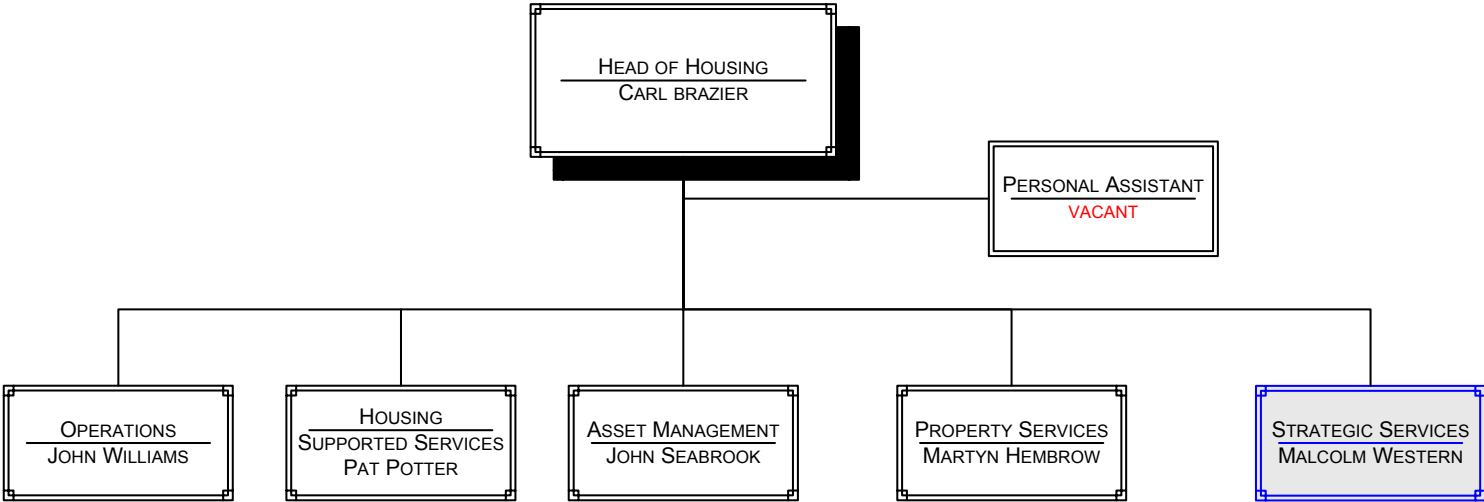 HEAD OF HOUSING
CARL BRAZIER
PERSONAL ASSISTANT
VACANT
OPERATIONS
JOHN WILLIAMS
HOUSING
SUPPORTED SERVICES
PAT POTTER
ASSET MANAGEMENT
JOHN SEABROOK
PROPERTY SERVICES
MARTYN HEMBROW
STRATEGIC SERVICES
MALCOLM WESTERN